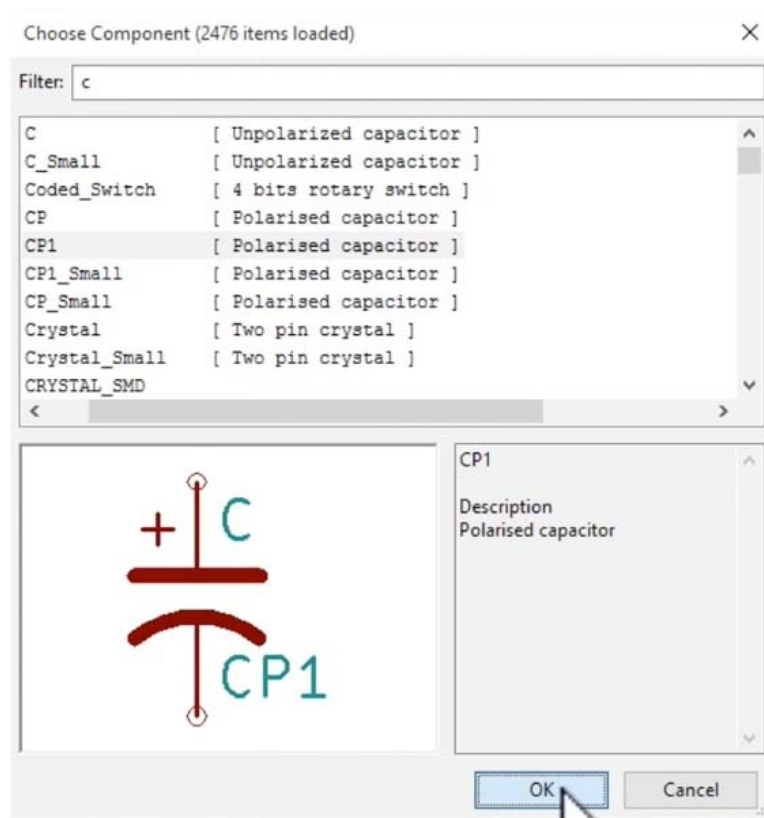 Choose Component (2476 items loaded)
Filter: c
C [ Unpolarized capacitor ]
C_Small [ Unpolarized capacitor ]
Coded_Switch [ 4 bits rotary switch ]
CP [ Polarised capacitor ]
CP1 [ Polarised capacitor ]
CP1_Small [ Polarised capacitor ]
CP_Small [ Polarised capacitor ]
Crystal [ Two pin crystal ]
Crystal_Small [ Two pin crystal ]
CRYSTAL_SMD
+ C
CP1
CP1
Description
Polarised capacitor
OK Cancel